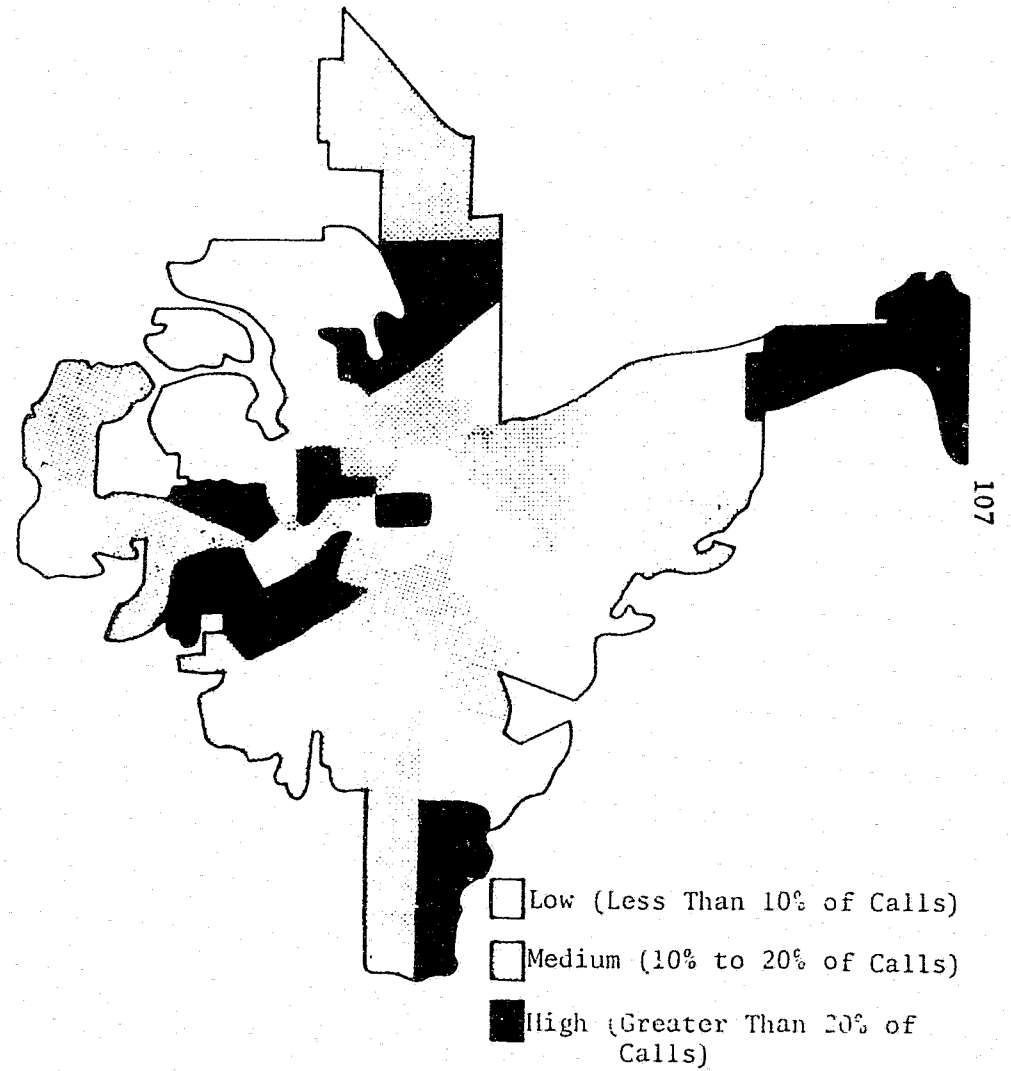 107
Low (Less Than 10% of Calls)
Medium (10% to 20% of Calls)
High (Greater Than 20% of
Calls)